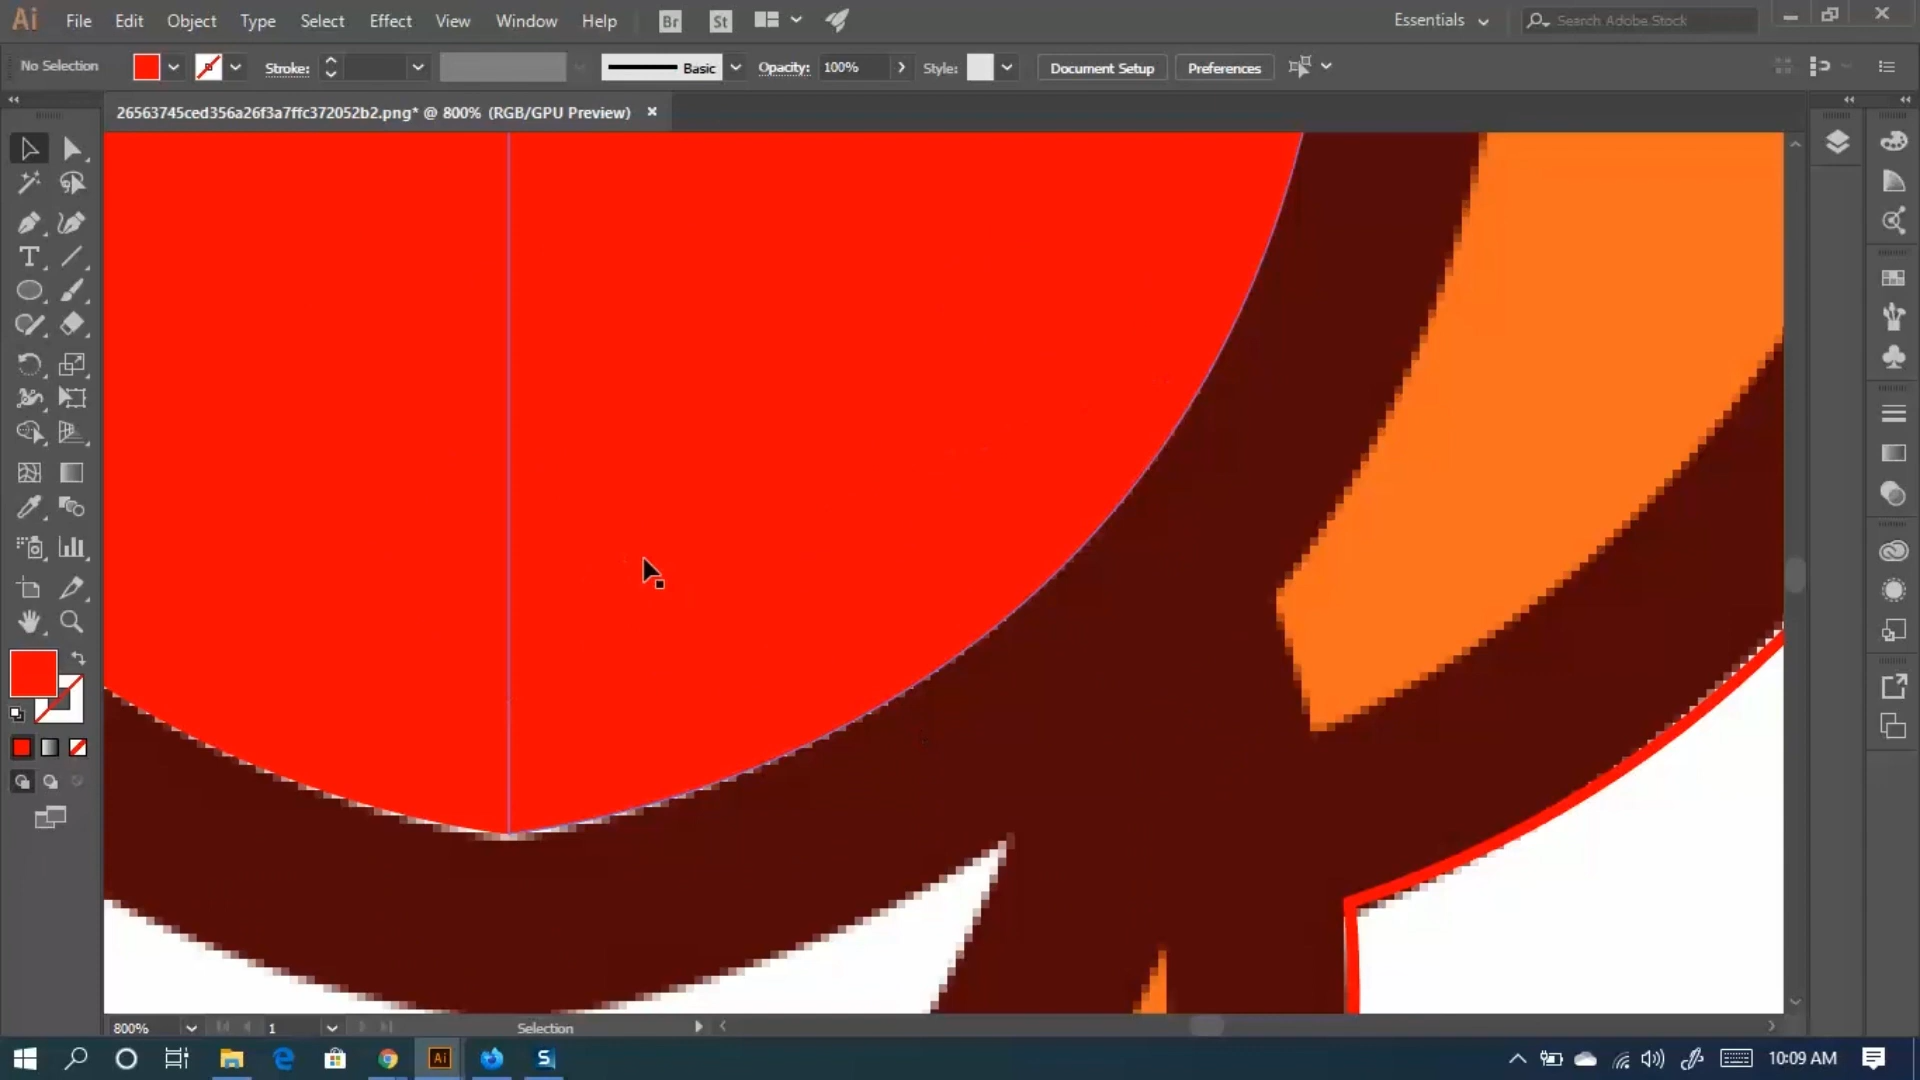 Ai File Edit Object Type Select Effect View Window Help Br St Essentials Search Adobe Stock
No Selection Stroke: Basic Opacity: 100% Style: Document Setup Preferences
26563745ced356a26f3a7ffc372052b2.png* @ 800% (RGB/GPU Preview)
T
800% 1 Selection
Ai S 10:09 AM